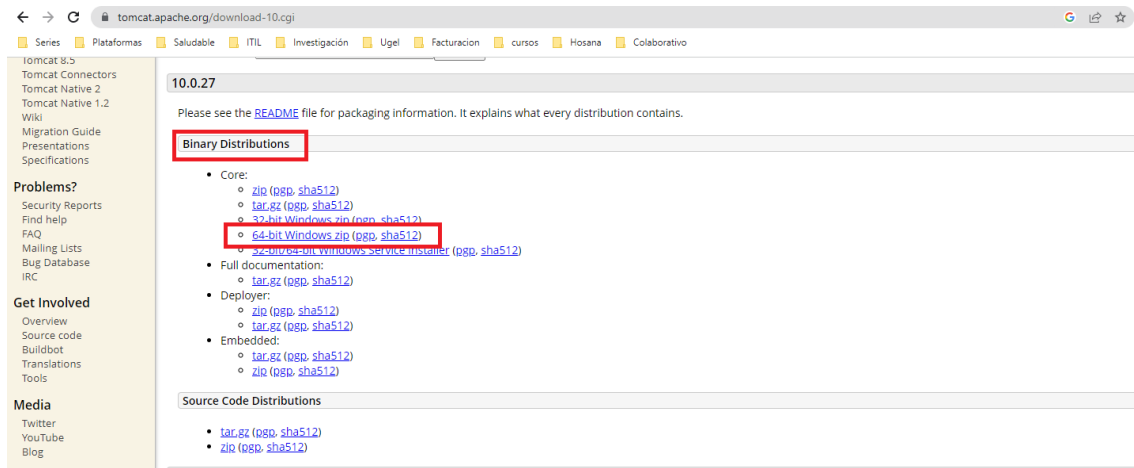 tomcat.apache.org/download-10.cgi
Series Plataformas Saludable ITIL Investigación Ugel Facturacion cursos Hosana Colaborativo
Tomcat 8.5
Tomcat Connectors
Tomcat Native 2
Tomcat Native 1.2
Wiki
Migration Guide
Presentations
Specifications
Problems?
Security Reports
Find help
FAQ
Mailing Lists
Bug Database
IRC
Get Involved
Overview
Source code
Buildbot
Translations
Tools
Media
Twitter
YouTube
Blog
10.0.27
Please see the README file for packaging information. It explains what every distribution contains.
Binary Distributions
• Core:
zip (pgp, sha512)
tar.gz (pgp, sha512)
32-bit Windows zip (pgp, sha512)
64-bit Windows zip (pgp, sha512)
32-bit/64-bit Windows Service Installer (pgp, sha512)
• Full documentation:
tar.gz (pgp, sha512)
• Deployer:
zip (pgp, sha512)
tar.gz (pgp, sha512)
• Embedded:
tar.gz (pgp, sha512)
zip (pgp, sha512)
Source Code Distributions
• tar.gz (pgp, sha512)
• zip (pgp, sha512)